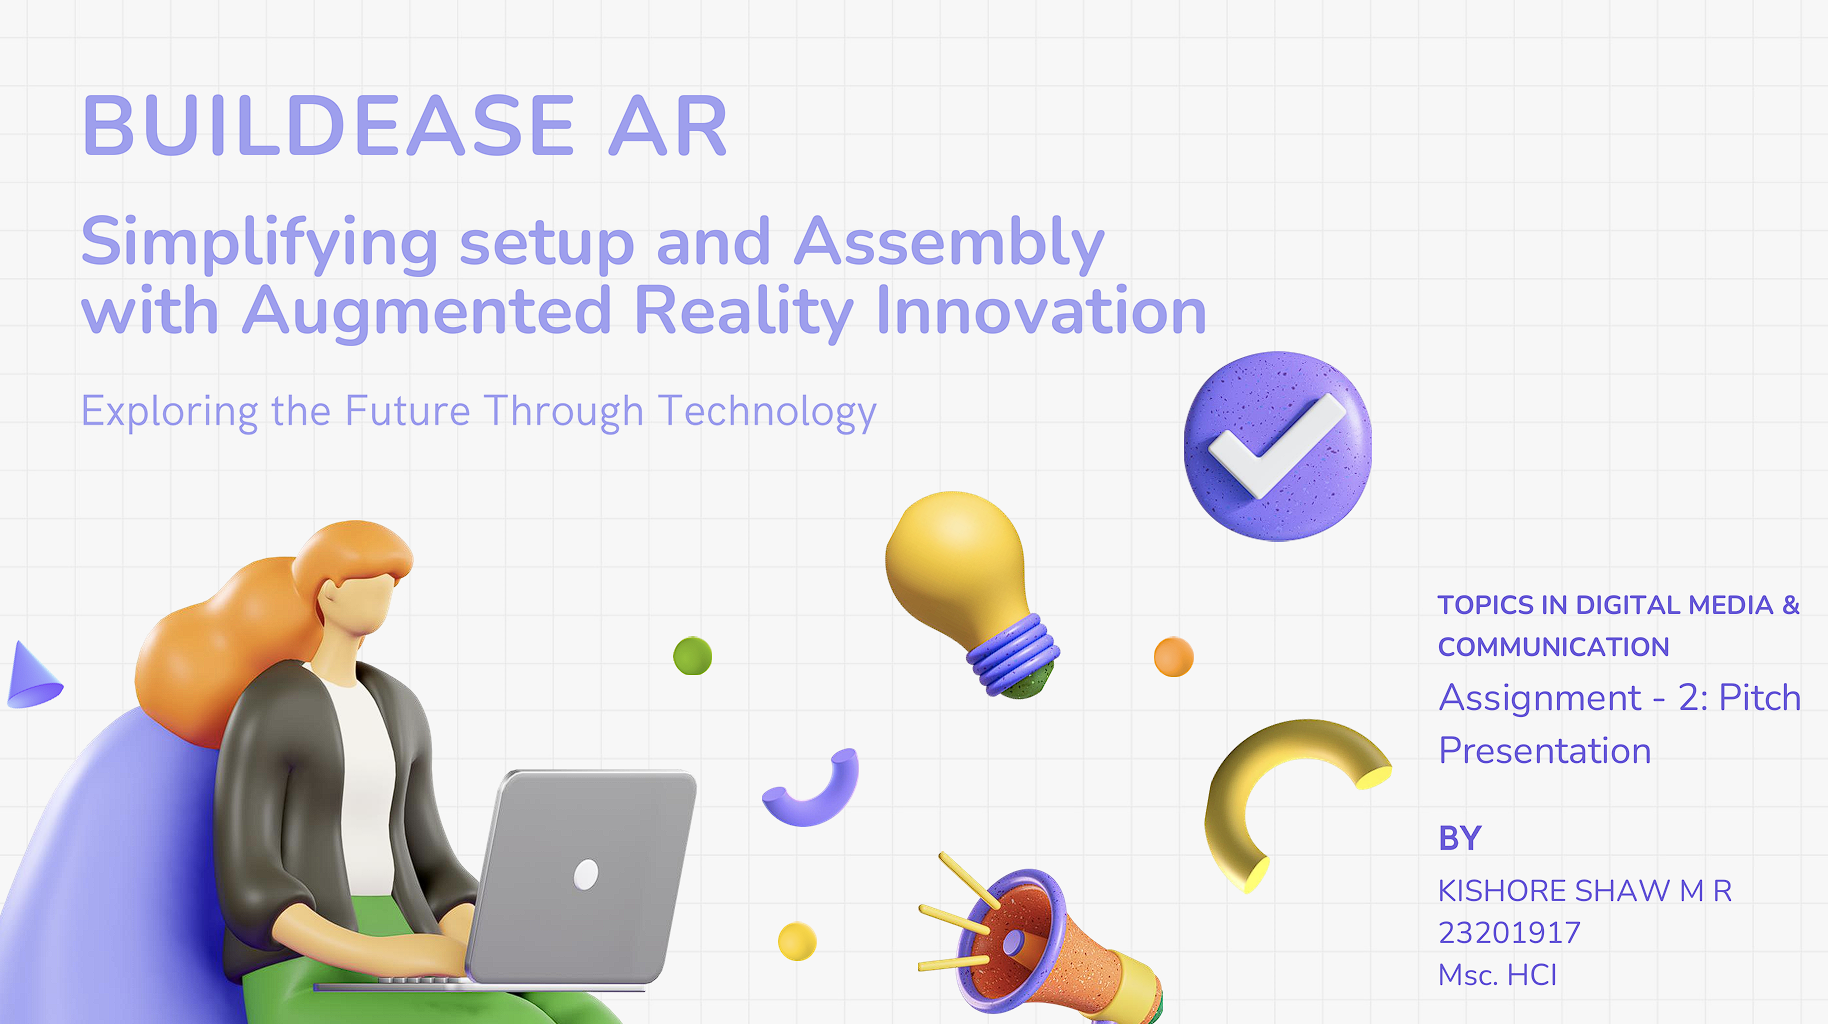 BUILDEASE AR
Simplifying setup and Assembly
with Augmented Reality Innovation
Exploring the Future Through Technology
TOPICS IN DIGITAL MEDIA &
COMMUNICATION
Assignment - 2: Pitch
Presentation
BY
KISHORE SHAW M R
23201917
Msc. HCI